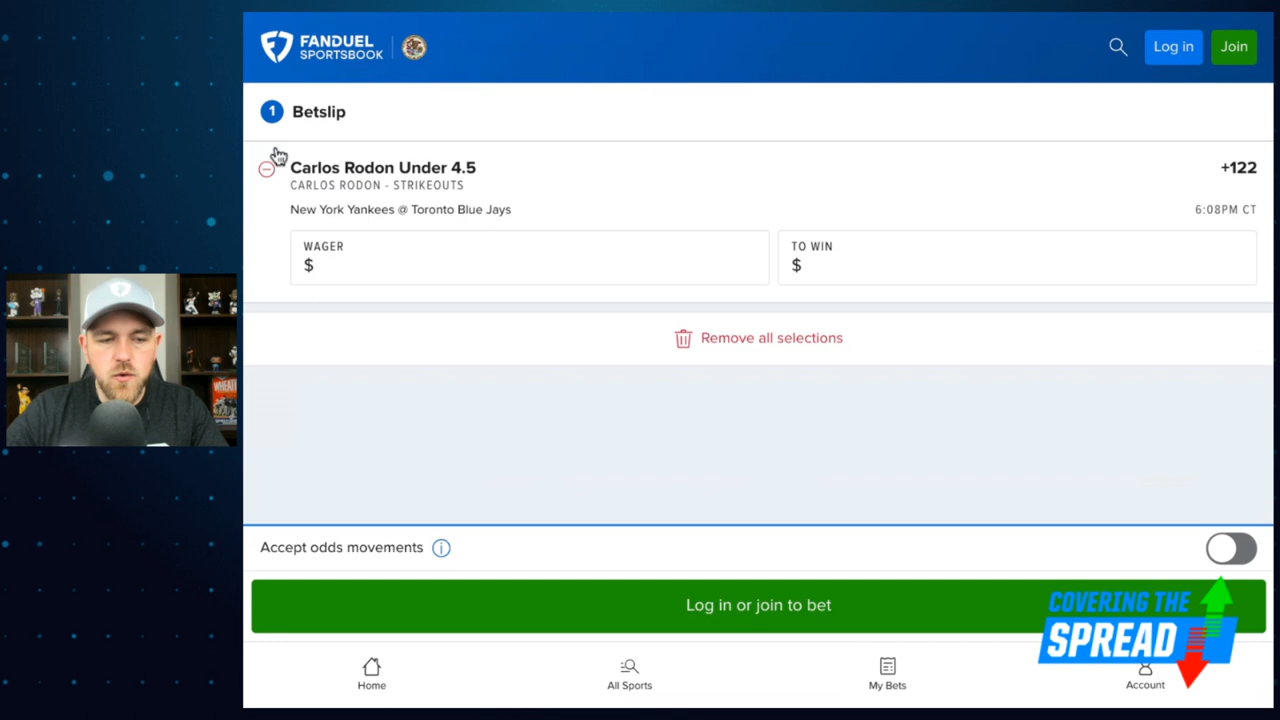 FANDUEL
SPORTSBOOK
Log in
Join
1
Betslip
Carlos Rodon Under 4.5
+122
CARLOS RODON - STRIKEOUTS
New York Yankees @ Toronto Blue Jays
6:08PM CT
WAGER
$
TO WIN
$
Remove all selections
Accept odds movements
Log in or join to bet
COVERING THE
SPREAD
Home
All Sports
My Bets
Account
WHEATIES